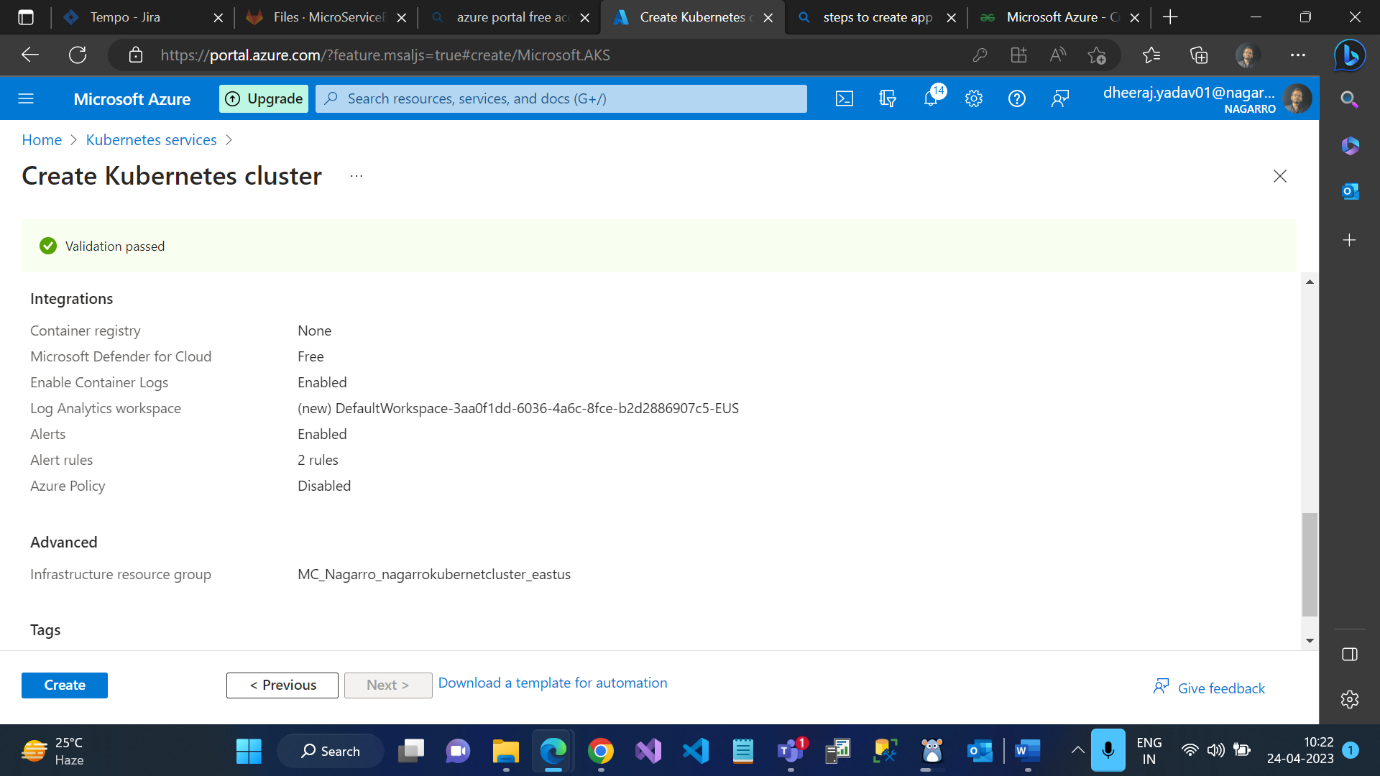 Tempo - Jira
Files · MicroServiceE
azure portal free acc
Create Kubernetes c
steps to create app
Microsoft Azure - C
https://portal.azure.com/?feature.msaljs=true#create/Microsoft.AKS
Microsoft Azure
Upgrade
Search resources, services, and docs (G+/)
14
dheeraj.yadav01@nagar...
NAGARRO
Home > Kubernetes services >
Create Kubernetes cluster ...
Validation passed
Integrations
Container registry None
Microsoft Defender for Cloud Free
Enable Container Logs Enabled
Log Analytics workspace (new) DefaultWorkspace-3aa0f1dd-6036-4a6c-8fce-b2d2886907c5-EUS
Alerts Enabled
Alert rules 2 rules
Azure Policy Disabled
Advanced
Infrastructure resource group MC_Nagarro_nagarrokubernetcluster_eastus
Tags
Create
< Previous
Next >
Download a template for automation
Give feedback
25°C
Haze
Search
1
ENG
IN
10:22
24-04-2023
1